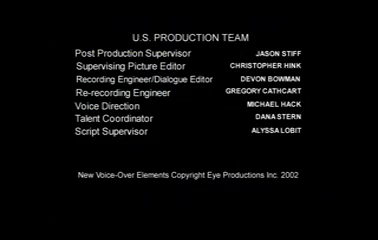 U.S. PRODUCTION TEAM
Post Production Supervisor JASON STIFF
Supervising Picture Editor CHRISTOPHER HINK
Recording Engineer/Dialogue Editor DEVON BOWMAN
Re-recording Engineer GREGORY CATHCART
Voice Direction MICHAEL HACK
Talent Coordinator DANA STERN
Script Supervisor ALYSSA LOBIT
New Voice-Over Elements Copyright Eye Productions Inc. 2002